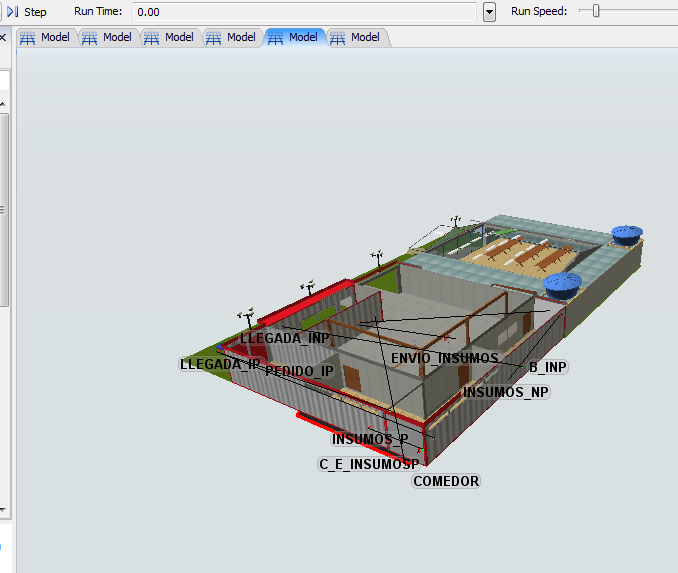 Step Run Time: 0.00 Run Speed:
Model Model Model Model Model Model
LLEGADA_INP
ENVIO_INSUMOS
LLEGADA_IP
PEDIDO_IP
B_INP
INSUMOS_NP
INSUMOS_P
C_E_INSUMOSP
COMEDOR